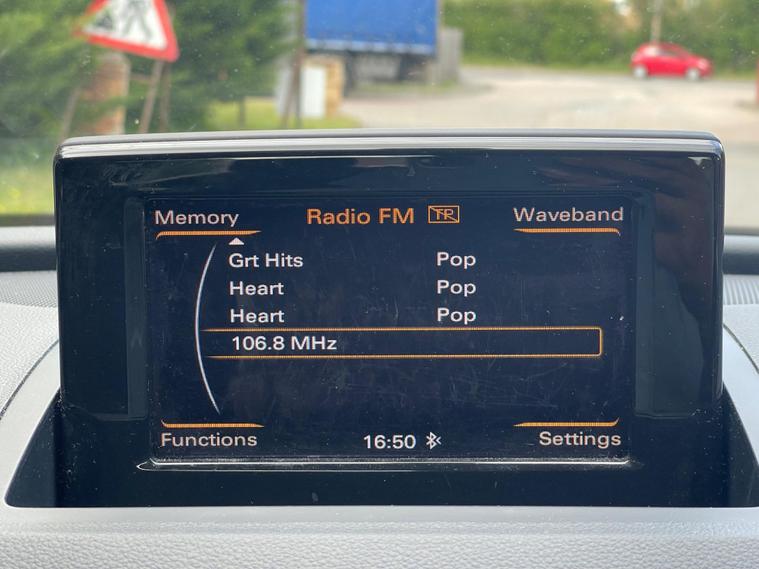 Memory Radio FM TP Waveband
Grt Hits Pop
Heart Pop
Heart Pop
106.8 MHz
Functions 16:50 Settings